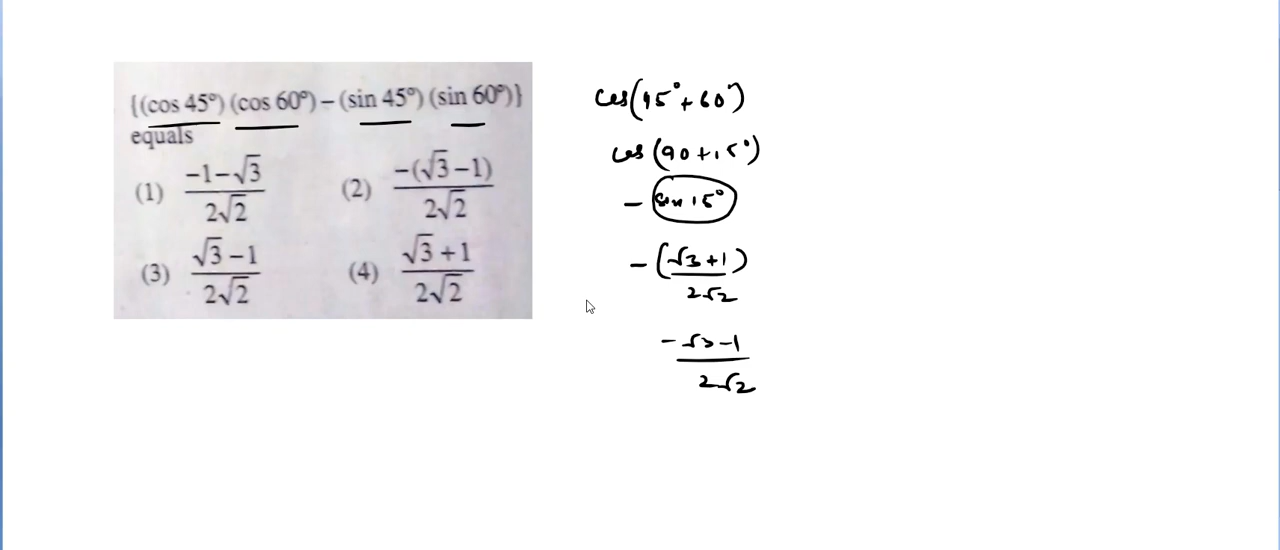 {(cos 45°) (cos 60°) – (sin 45°) (sin 60°)}
equals
(1) (-1-√3)/(2√2) (2) (-(√3-1))/(2√2)
(3) (√3-1)/(2√2) (4) (√3+1)/(2√2)
cos(45°+60°)
cos(90+15°)
- sin 15°
- (√3+1)/(2√2)
(-√3-1)/(2√2)